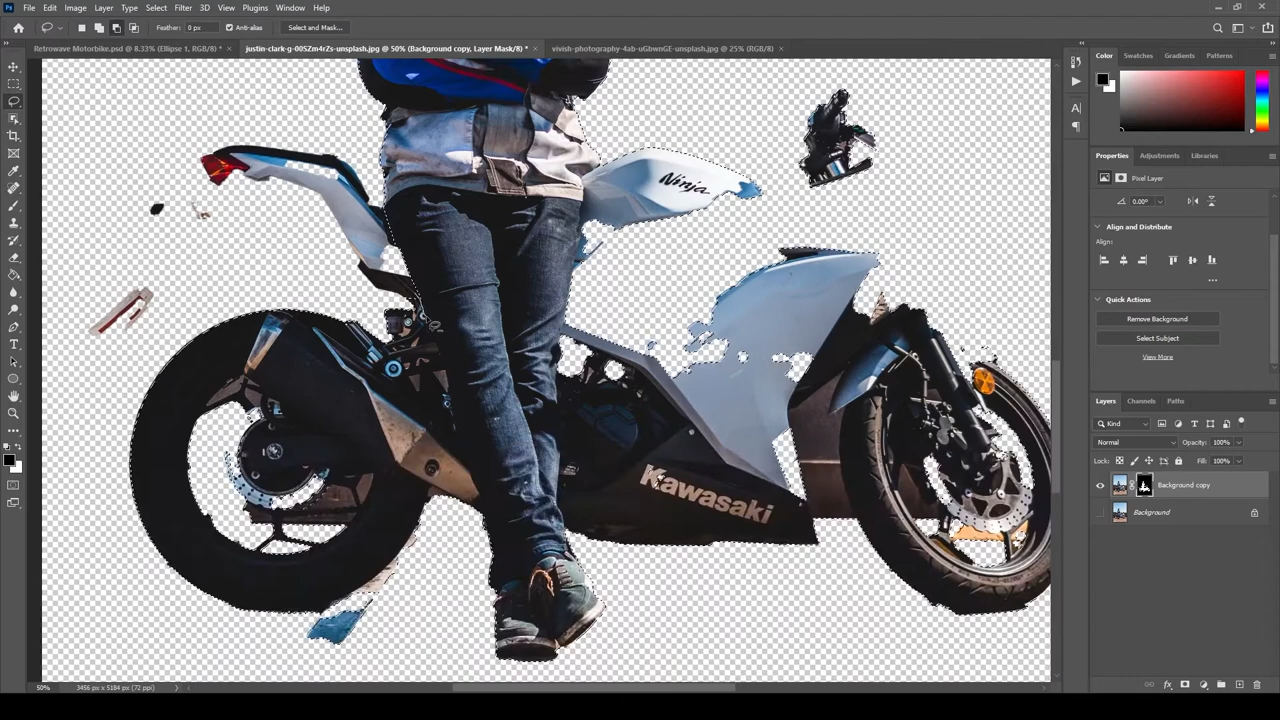 Ps File Edit Image Layer Type Select Filter 3D View Plugins Window Help
Feather: 0 px Anti-alias Select and Mask...
Retrowave Motorbike.psd @ 8.33% (Ellipse 1, RGB/8) * × justin-clark-g-00SZm4rZs-unsplash.jpg @ 50% (Background copy, Layer Mask/8) * × vivish-photography-4ab-uGbwnGE-unsplash.jpg @ 25% (RGB/8) ×
Color Swatches Gradients Patterns
Properties Adjustments Libraries
Pixel Layer
0.00°
Align and Distribute
Align:
...
Quick Actions
Remove Background
Select Subject
View More
Layers Channels Paths
Kind
Normal Opacity: 100%
Lock: Fill: 100%
Background copy
Background
Ninja
Kawasaki
50% 3456 px x 5184 px (72 ppi)